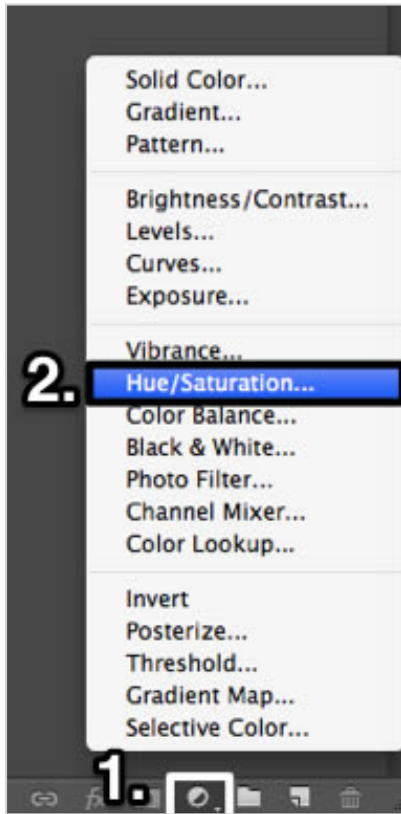 Solid Color...
Gradient...
Pattern...
Brightness/Contrast...
Levels...
Curves...
Exposure...
Vibrance...
2.
Hue/Saturation...
Color Balance...
Black & White...
Photo Filter...
Channel Mixer...
Color Lookup...
Invert
Posterize...
Threshold...
Gradient Map...
Selective Color...
1.